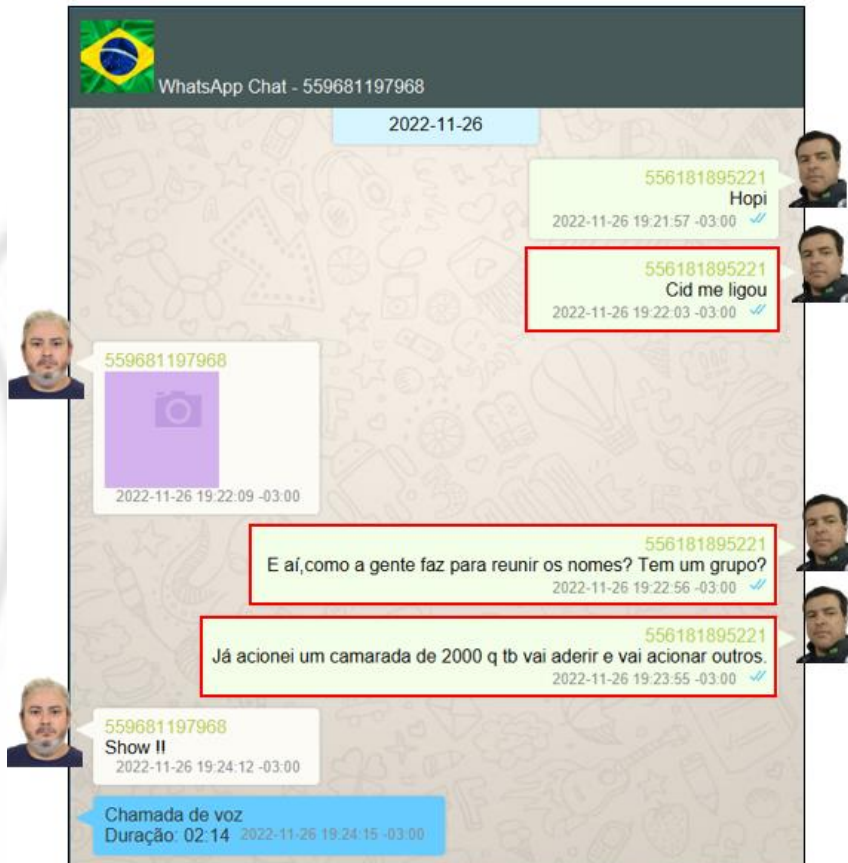 WhatsApp Chat - 559681197968
2022-11-26
556181895221
Hopi
2022-11-26 19:21:57 -03:00
556181895221
Cid me ligou
2022-11-26 19:22:03 -03:00
559681197968
2022-11-26 19:22:09 -03:00
556181895221
E aí,como a gente faz para reunir os nomes? Tem um grupo?
2022-11-26 19:22:56 -03:00
556181895221
Já acionei um camarada de 2000 q tb vai aderir e vai acionar outros.
2022-11-26 19:23:55 -03:00
559681197968
Show !!
2022-11-26 19:24:12 -03:00
Chamada de voz
Duração: 02:14 2022-11-26 19:24:15 -03:00